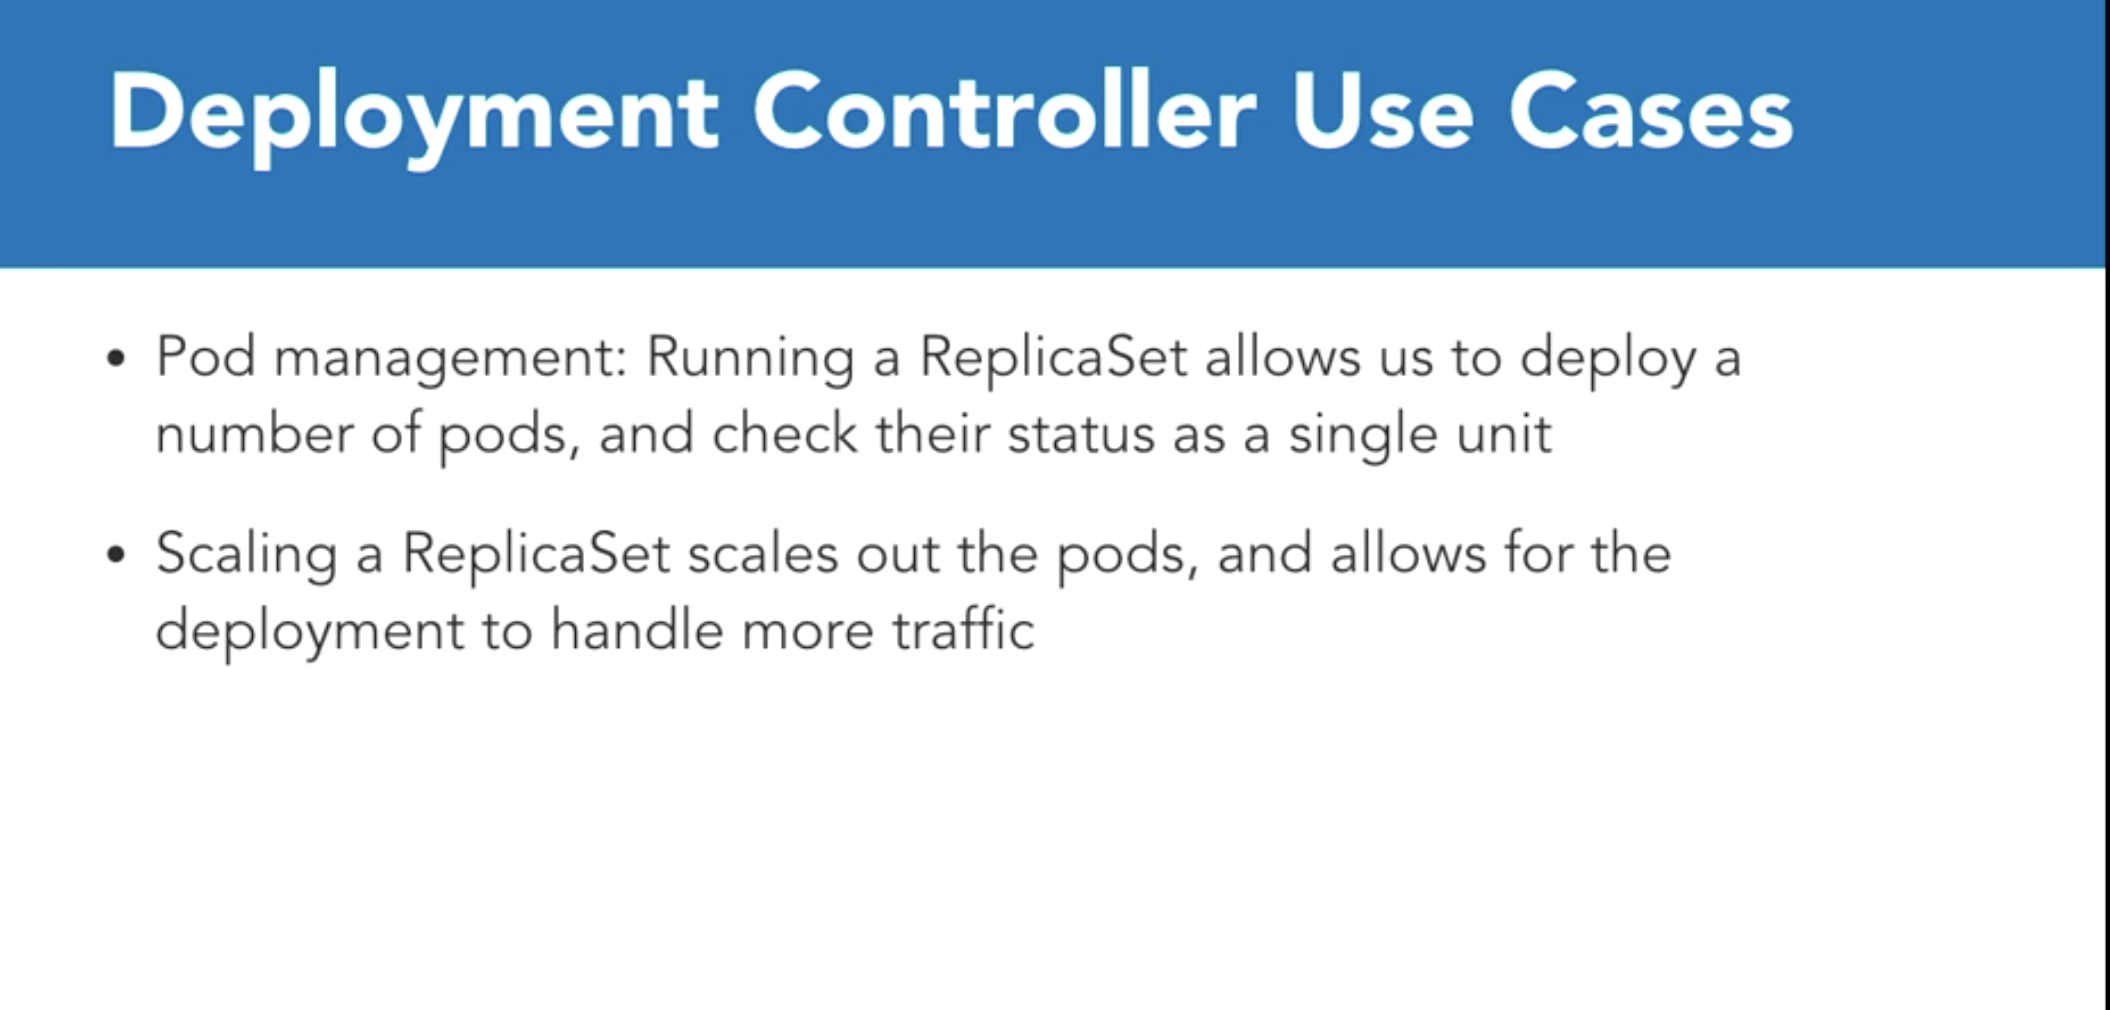 Deployment Controller Use Cases
• Pod management: Running a ReplicaSet allows us to deploy a
number of pods, and check their status as a single unit
• Scaling a ReplicaSet scales out the pods, and allows for the
deployment to handle more traffic